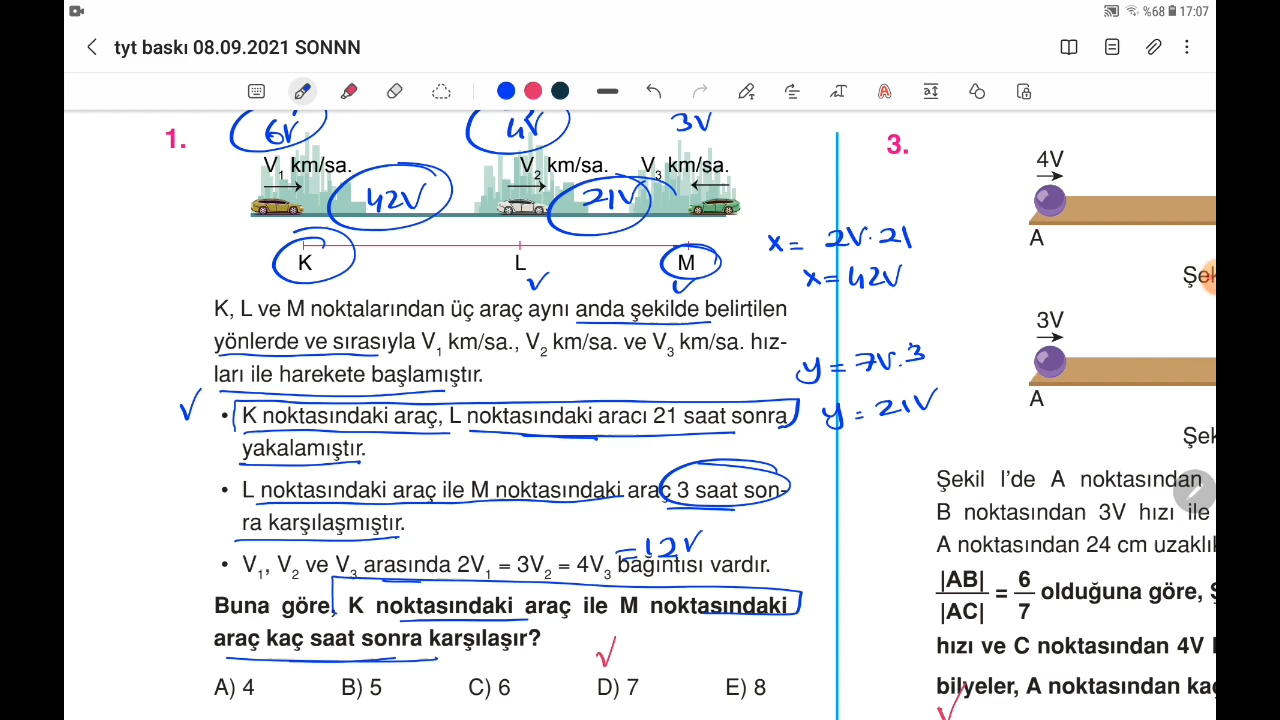 %68 17:07
tyt baskı 08.09.2021 SONNN
1.
6V 4V 3V
V1 km/sa. V2 km/sa. V3 km/sa.
42V 21V
K L M
x = 2V.21
x = 42V
y = 7V.3
y = 21V
K, L ve M noktalarından üç araç aynı anda şekilde belirtilen
yönlerde ve sırasıyla V1 km/sa., V2 km/sa. ve V3 km/sa. hız-
ları ile harekete başlamıştır.
• K noktasındaki araç, L noktasındaki aracı 21 saat sonra
yakalamıştır.
• L noktasındaki araç ile M noktasındaki araç 3 saat son-
ra karşılaşmıştır.
=12V
• V1, V2 ve V3 arasında 2V1 = 3V2 = 4V3 bağıntısı vardır.
Buna göre, K noktasındaki araç ile M noktasındaki
araç kaç saat sonra karşılaşır?
A) 4 B) 5 C) 6 D) 7 E) 8
3.
4V
A
Şek
3V
A
Şek
Şekil I’de A noktasından
B noktasından 3V hızı ile
A noktasından 24 cm uzaklık
|AB|/|AC| = 6/7 olduğuna göre, Ş
hızı ve C noktasından 4V
bilyeler, A noktasından kaç